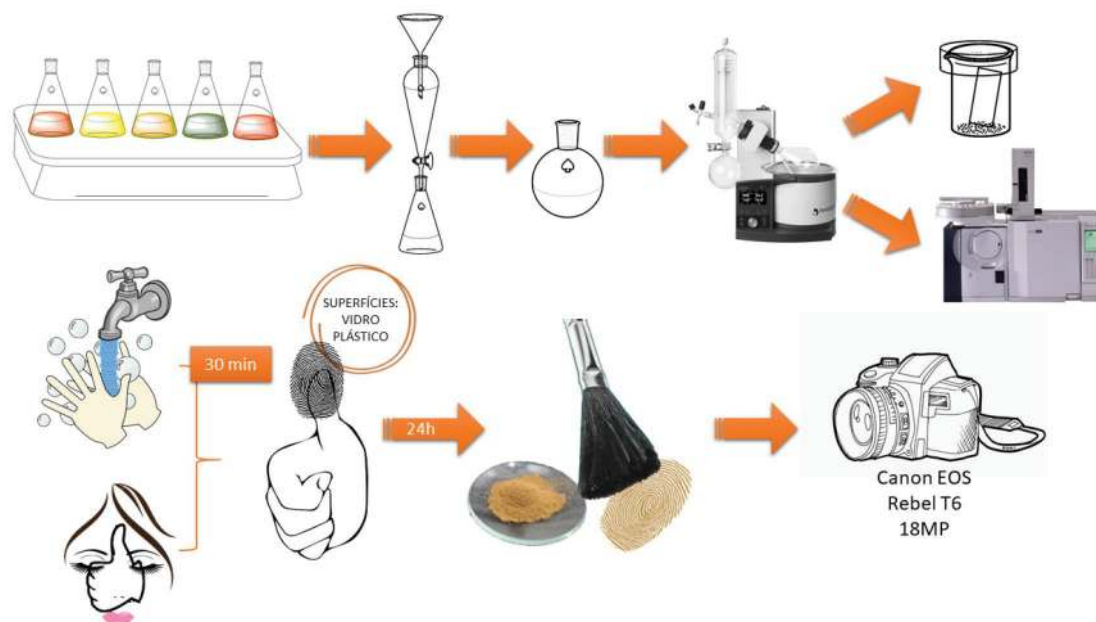 SUPERFÍCIES:
VIDRO
PLÁSTICO
30 min
24h
Canon EOS
Rebel T6
18MP